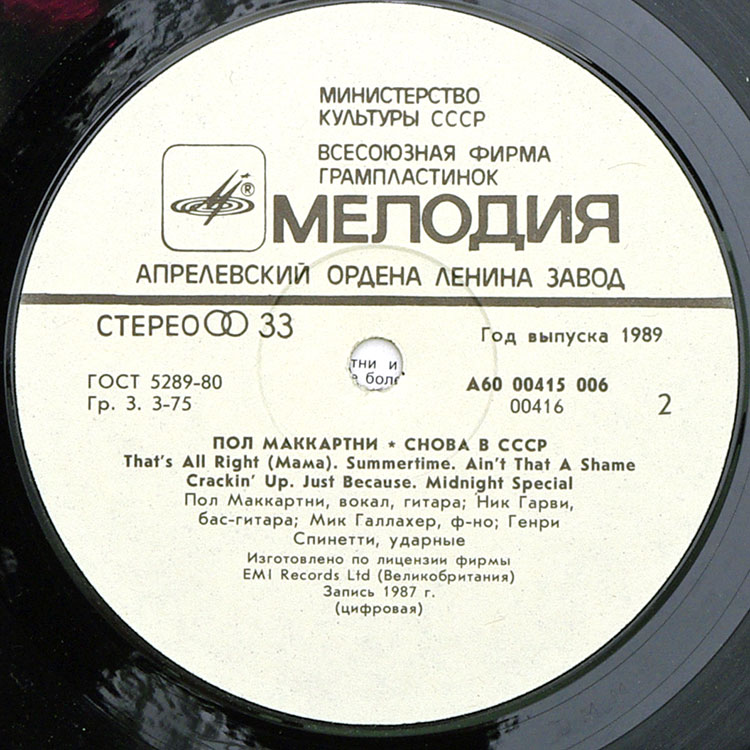 МИНИСТЕРСТВО
КУЛЬТУРЫ СССР
ВСЕСОЮЗНАЯ ФИРМА
ГРАМПЛАСТИНОК
®
МЕЛОДИЯ
АПРЕЛЕВСКИЙ ОРДЕНА ЛЕНИНА ЗАВОД
СТЕРЕО 33
Год выпуска 1989
тни и
е боле
ГОСТ 5289-80
Гр. 3. 3-75
А60 00415 006
00416
2
ПОЛ МАККАРТНИ ★ СНОВА В СССР
That's All Right (Мама). Summertime. Ain't That A Shame
Crackin' Up. Just Because. Midnight Special
Пол Маккартни, вокал, гитара; Ник Гарви,
бас-гитара; Мик Галлахер, ф-но; Генри
Спинетти, ударные
Изготовлено по лицензии фирмы
EMI Records Ltd (Великобритания)
Запись 1987 г.
(цифровая)